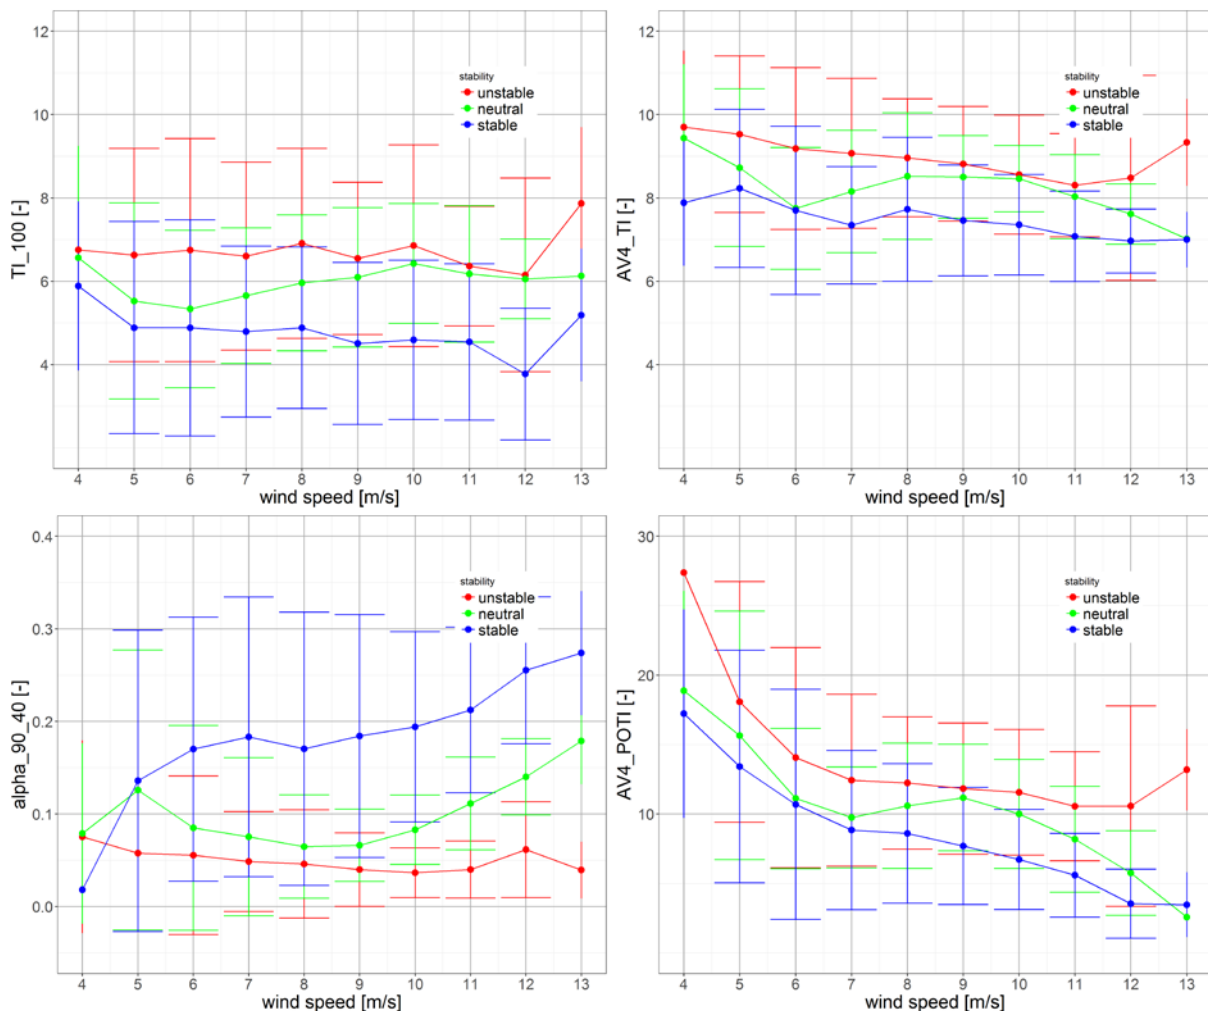 TI_100 [-]
12
10
8
6
4
stability
unstable
neutral
stable
4 5 6 7 8 9 10 11 12 13
wind speed [m/s]
AV4_TI [-]
12
10
8
6
4
stability
unstable
neutral
stable
4 5 6 7 8 9 10 11 12 13
wind speed [m/s]
alpha_90_40 [-]
0.4
0.3
0.2
0.1
0.0
stability
unstable
neutral
stable
4 5 6 7 8 9 10 11 12 13
wind speed [m/s]
AV4_POTI [-]
30
20
10
stability
unstable
neutral
stable
4 5 6 7 8 9 10 11 12 13
wind speed [m/s]